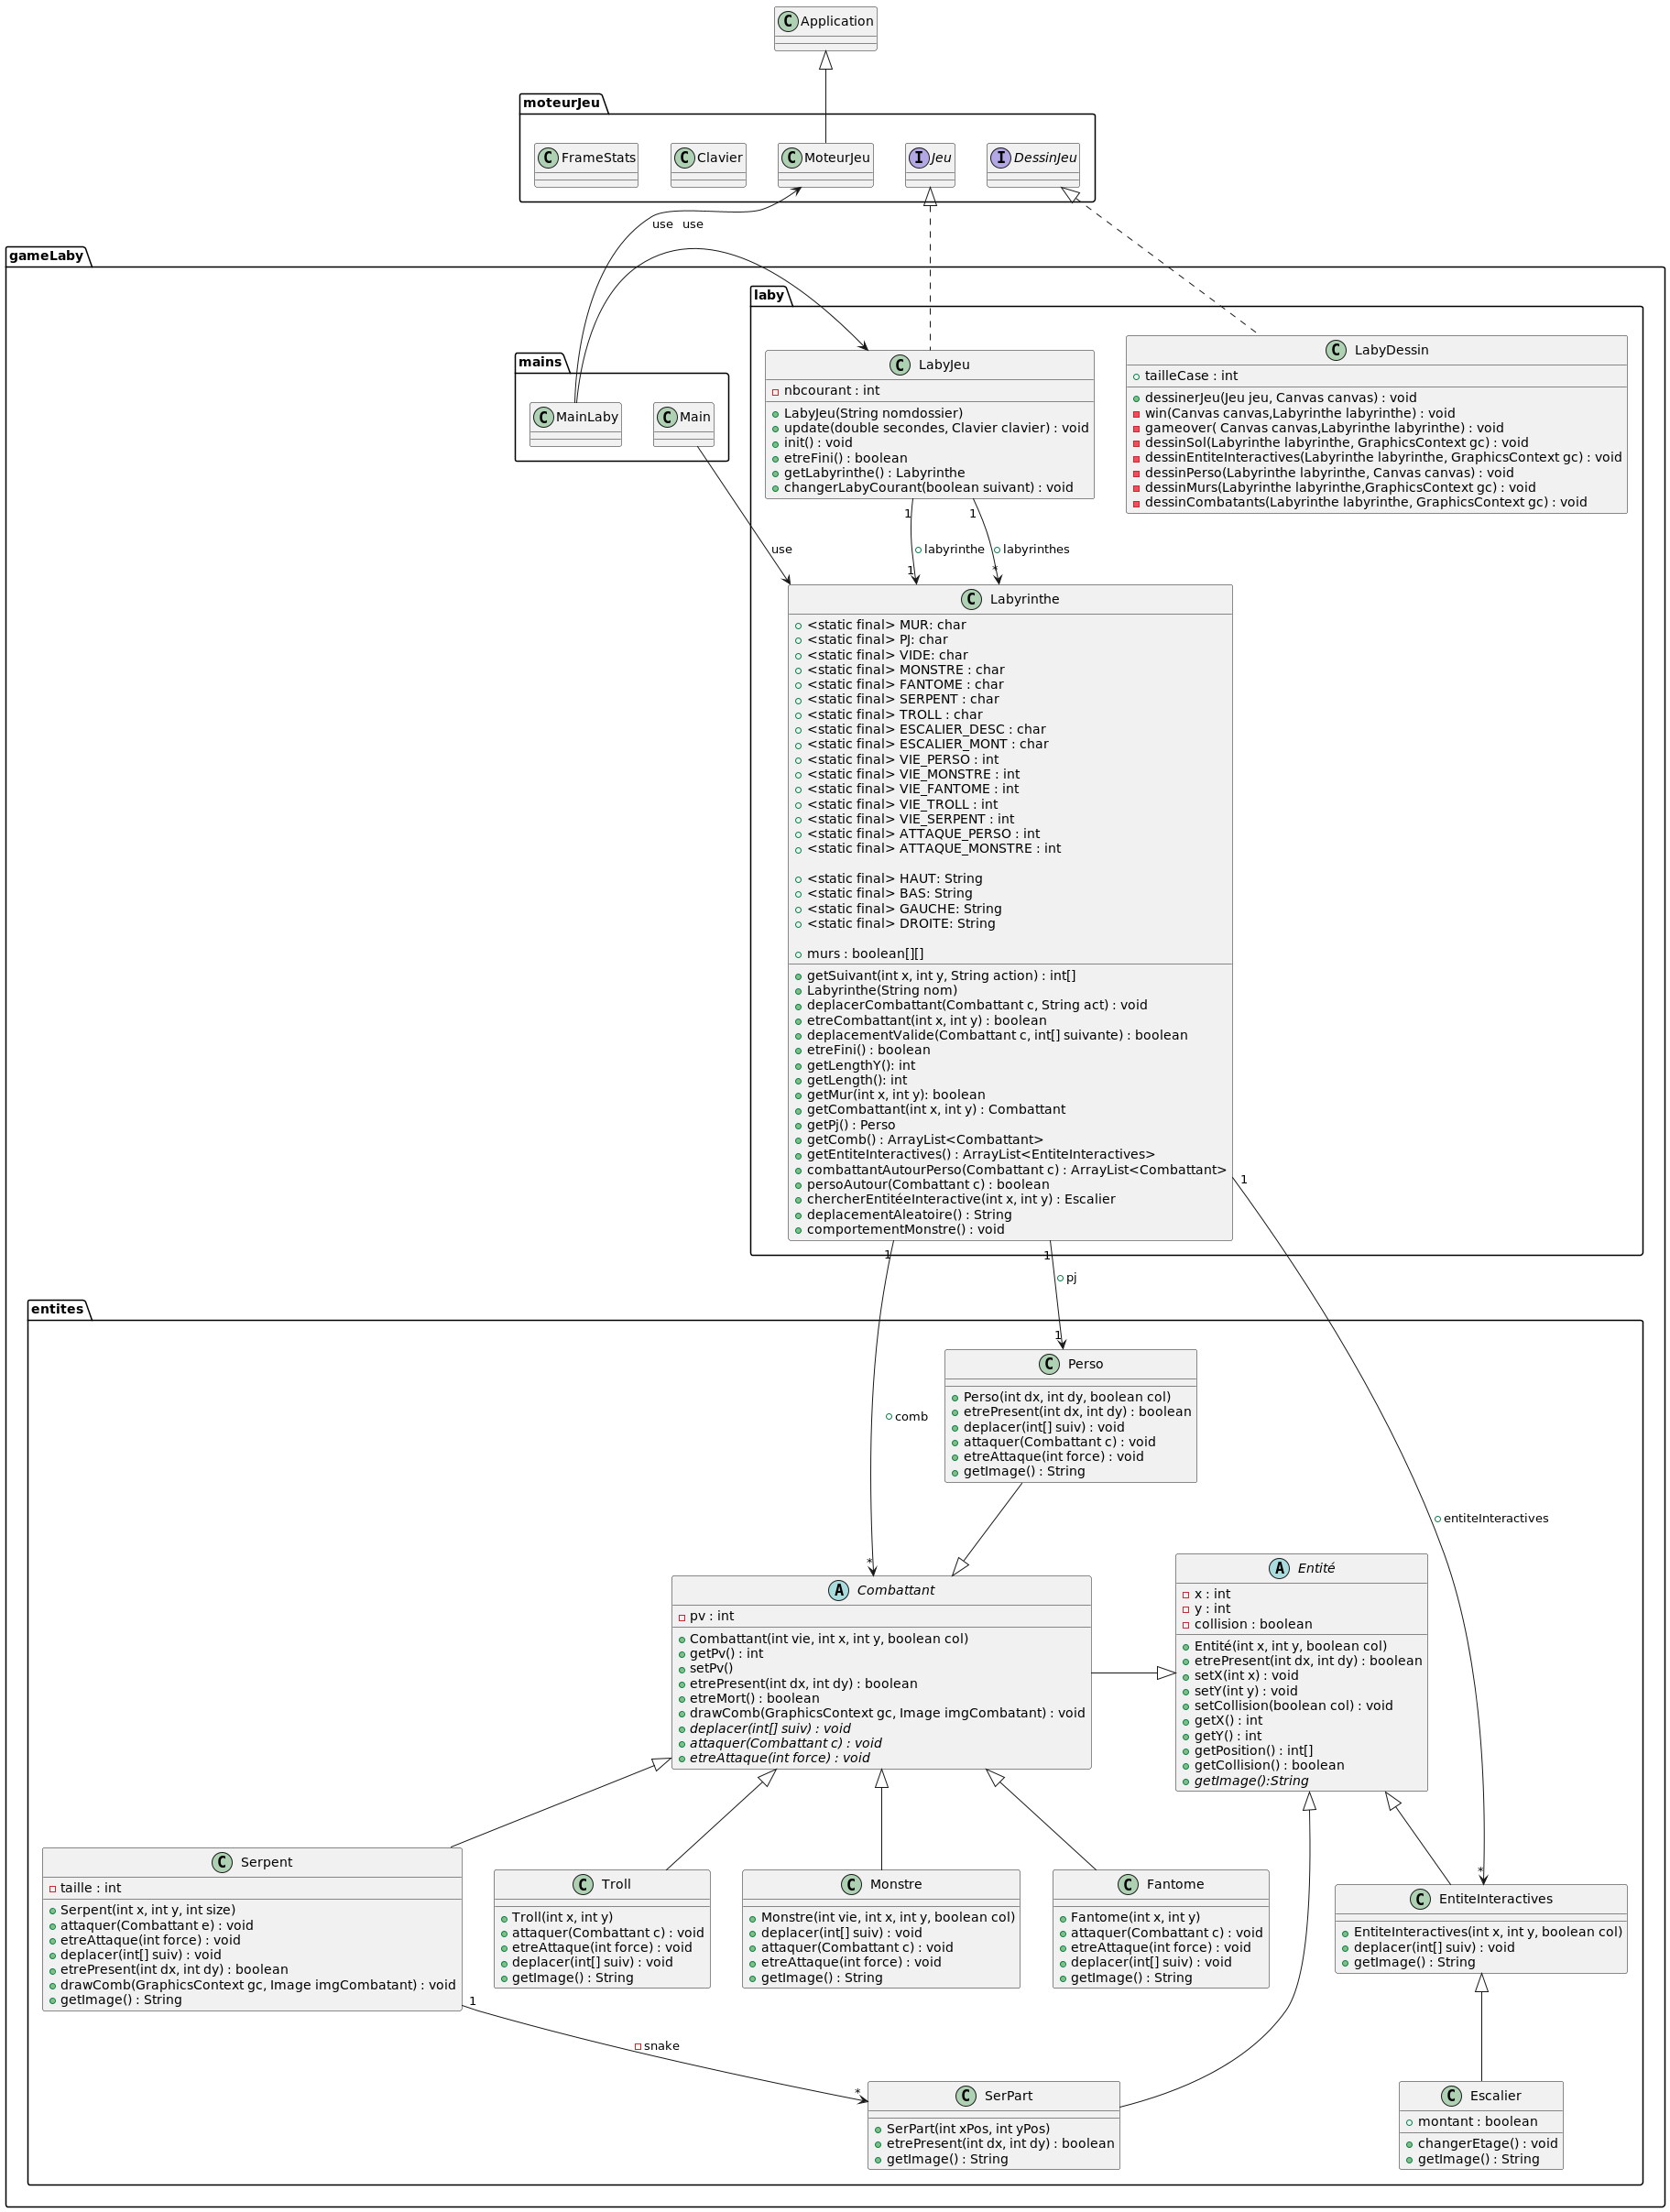 C Application
moteurJeu
C FrameStats
C Clavier
C MoteurJeu
I Jeu
I DessinJeu
use use
gameLaby
laby
mains
C MainLaby
C Main
use
C LabyJeu
nbcourant : int
LabyJeu(String nomdossier)
update(double secondes, Clavier clavier) : void
init() : void
etreFini() : boolean
getLabyrinthe() : Labyrinthe
changerLabyCourant(boolean suivant) : void
C LabyDessin
tailleCase : int
dessinerJeu(Jeu jeu, Canvas canvas) : void
win(Canvas canvas,Labyrinthe labyrinthe) : void
gameover( Canvas canvas,Labyrinthe labyrinthe) : void
dessinSol(Labyrinthe labyrinthe, GraphicsContext gc) : void
dessinEntiteInteractives(Labyrinthe labyrinthe, GraphicsContext gc) : void
dessinPerso(Labyrinthe labyrinthe, Canvas canvas) : void
dessinMurs(Labyrinthe labyrinthe,GraphicsContext gc) : void
dessinCombatants(Labyrinthe labyrinthe, GraphicsContext gc) : void
1
1
labyrinthe
labyrinthes
1
*
C Labyrinthe
<static final> MUR: char
<static final> PJ: char
<static final> VIDE: char
<static final> MONSTRE : char
<static final> FANTOME : char
<static final> SERPENT : char
<static final> TROLL : char
<static final> ESCALIER_DESC : char
<static final> ESCALIER_MONT : char
<static final> VIE_PERSO : int
<static final> VIE_MONSTRE : int
<static final> VIE_FANTOME : int
<static final> VIE_TROLL : int
<static final> VIE_SERPENT : int
<static final> ATTAQUE_PERSO : int
<static final> ATTAQUE_MONSTRE : int
<static final> HAUT: String
<static final> BAS: String
<static final> GAUCHE: String
<static final> DROITE: String
murs : boolean[][]
getSuivant(int x, int y, String action) : int[]
Labyrinthe(String nom)
deplacerCombattant(Combattant c, String act) : void
etreCombattant(int x, int y) : boolean
deplacementValide(Combattant c, int[] suivante) : boolean
etreFini() : boolean
getLengthY(): int
getLength(): int
getMur(int x, int y): boolean
getCombattant(int x, int y) : Combattant
getPj() : Perso
getComb() : ArrayList<Combattant>
getEntiteInteractives() : ArrayList<EntiteInteractives>
combattantAutourPerso(Combattant c) : ArrayList<Combattant>
persoAutour(Combattant c) : boolean
chercherEntitéeInteractive(int x, int y) : Escalier
deplacementAleatoire() : String
comportementMonstre() : void
1
1
1
pj
1
comb
*
entiteInteractives
*
entites
C Perso
Perso(int dx, int dy, boolean col)
etrePresent(int dx, int dy) : boolean
deplacer(int[] suiv) : void
attaquer(Combattant c) : void
etreAttaque(int force) : void
getImage() : String
A Combattant
pv : int
Combattant(int vie, int x, int y, boolean col)
getPv() : int
setPv()
etrePresent(int dx, int dy) : boolean
etreMort() : boolean
drawComb(GraphicsContext gc, Image imgCombatant) : void
deplacer(int[] suiv) : void
attaquer(Combattant c) : void
etreAttaque(int force) : void
A Entité
x : int
y : int
collision : boolean
Entité(int x, int y, boolean col)
etrePresent(int dx, int dy) : boolean
setX(int x) : void
setY(int y) : void
setCollision(boolean col) : void
getX() : int
getY() : int
getPosition() : int[]
getCollision() : boolean
getImage():String
C Serpent
taille : int
Serpent(int x, int y, int size)
attaquer(Combattant e) : void
etreAttaque(int force) : void
deplacer(int[] suiv) : void
etrePresent(int dx, int dy) : boolean
drawComb(GraphicsContext gc, Image imgCombatant) : void
getImage() : String
C Troll
Troll(int x, int y)
attaquer(Combattant c) : void
etreAttaque(int force) : void
deplacer(int[] suiv) : void
getImage() : String
C Monstre
Monstre(int vie, int x, int y, boolean col)
deplacer(int[] suiv) : void
attaquer(Combattant c) : void
etreAttaque(int force) : void
getImage() : String
C Fantome
Fantome(int x, int y)
attaquer(Combattant c) : void
etreAttaque(int force) : void
deplacer(int[] suiv) : void
getImage() : String
C EntiteInteractives
EntiteInteractives(int x, int y, boolean col)
deplacer(int[] suiv) : void
getImage() : String
1
snake
*
C SerPart
SerPart(int xPos, int yPos)
etrePresent(int dx, int dy) : boolean
getImage() : String
C Escalier
montant : boolean
changerEtage() : void
getImage() : String